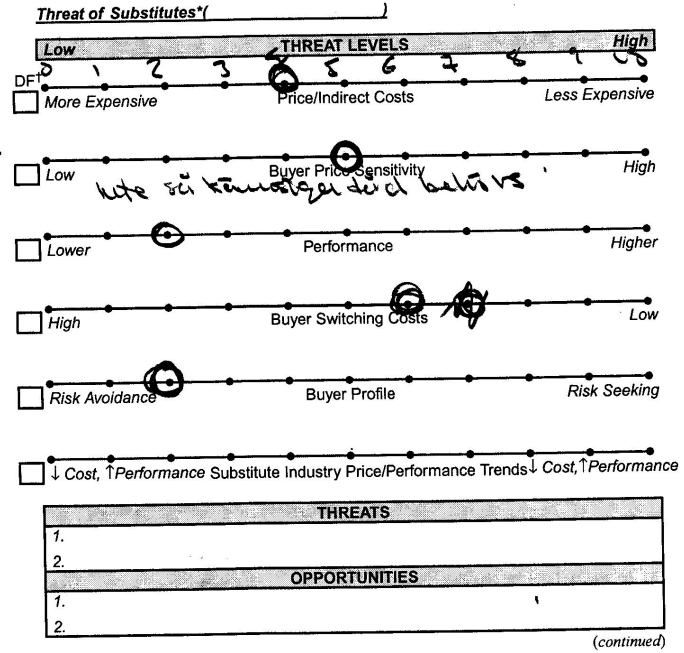 Threat of Substitutes*( )
Low THREAT LEVELS High
0 1 2 3 4 5 6 7 8 9 10
DF†
More Expensive Price/Indirect Costs Less Expensive
Low Buyer Price Sensitivity High
Lower Performance Higher
High Buyer Switching Costs Low
Risk Avoidance Buyer Profile Risk Seeking
↓ Cost, ↑Performance Substitute Industry Price/Performance Trends ↓ Cost,↑Performance
THREATS
1.
2.
OPPORTUNITIES
1.
2.
(continued)